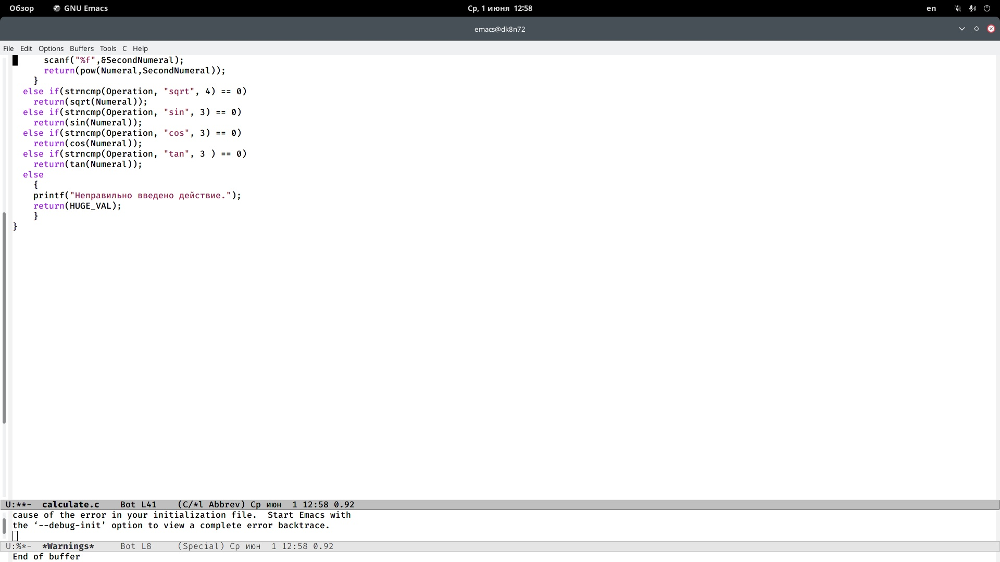 Обзор GNU Emacs Ср, 1 июня 12:58 en
emacs@dk8n72
File Edit Options Buffers Tools C Help
scanf("%f",&SecondNumeral);
return(pow(Numeral,SecondNumeral));
}
else if(strncmp(Operation, "sqrt", 4) == 0)
return(sqrt(Numeral));
else if(strncmp(Operation, "sin", 3) == 0)
return(sin(Numeral));
else if(strncmp(Operation, "cos", 3) == 0)
return(cos(Numeral));
else if(strncmp(Operation, "tan", 3 ) == 0)
return(tan(Numeral));
else
{
printf("Неправильно введено действие.");
return(HUGE_VAL);
}
}
U:**-  calculate.c    Bot L41    (C/*l Abbrev) Ср июн  1 12:58 0.92
cause of the error in your initialization file.  Start Emacs with
the ‘--debug-init’ option to view a complete error backtrace.
U:%*-  *Warnings*     Bot L8     (Special) Ср июн  1 12:58 0.92
End of buffer